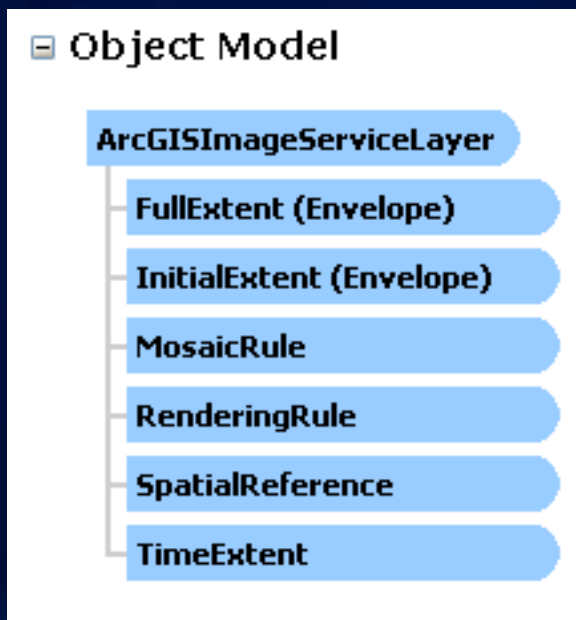 Object Model
ArcGISImageServiceLayer
FullExtent (Envelope)
InitialExtent (Envelope)
MosaicRule
RenderingRule
SpatialReference
TimeExtent